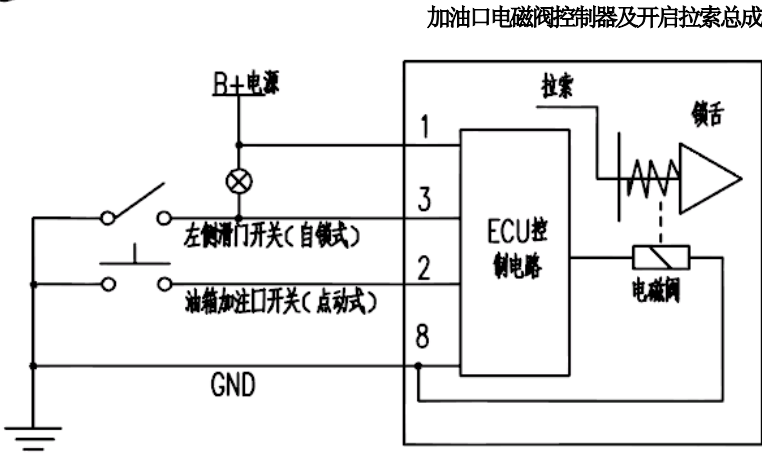 加油口电磁阀控制器及开启拉索总成
B+电源
拉索
锁舌
1
3
左侧滑门开关(自锁式)
ECU控
制电路
2
油箱加注口开关(点动式)
电磁阀
8
GND